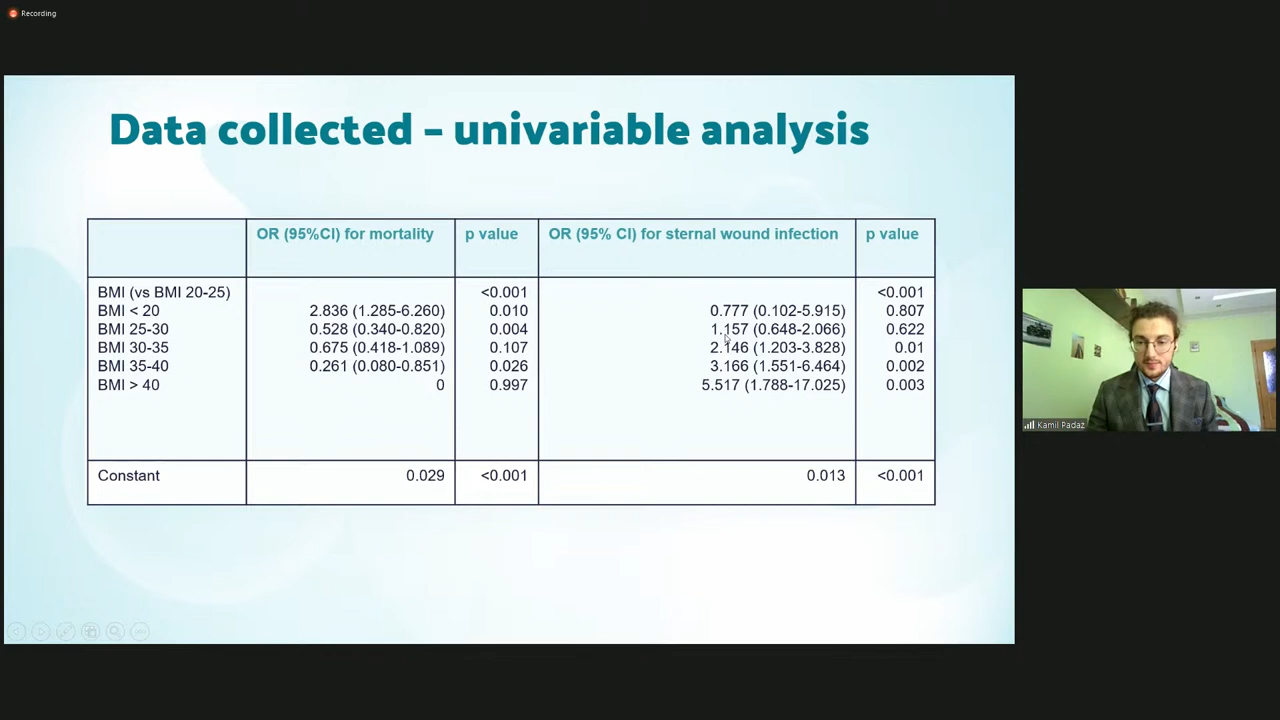 Recording
Data collected – univariable analysis
OR (95%CI) for mortality p value OR (95% CI) for sternal wound infection p value
BMI (vs BMI 20-25) <0.001 <0.001
BMI < 20 2.836 (1.285-6.260) 0.010 0.777 (0.102-5.915) 0.807
BMI 25-30 0.528 (0.340-0.820) 0.004 1.157 (0.648-2.066) 0.622
BMI 30-35 0.675 (0.418-1.089) 0.107 2.146 (1.203-3.828) 0.01
BMI 35-40 0.261 (0.080-0.851) 0.026 3.166 (1.551-6.464) 0.002
BMI > 40 0 0.997 5.517 (1.788-17.025) 0.003
Constant 0.029 <0.001 0.013 <0.001
Kamil Padaz